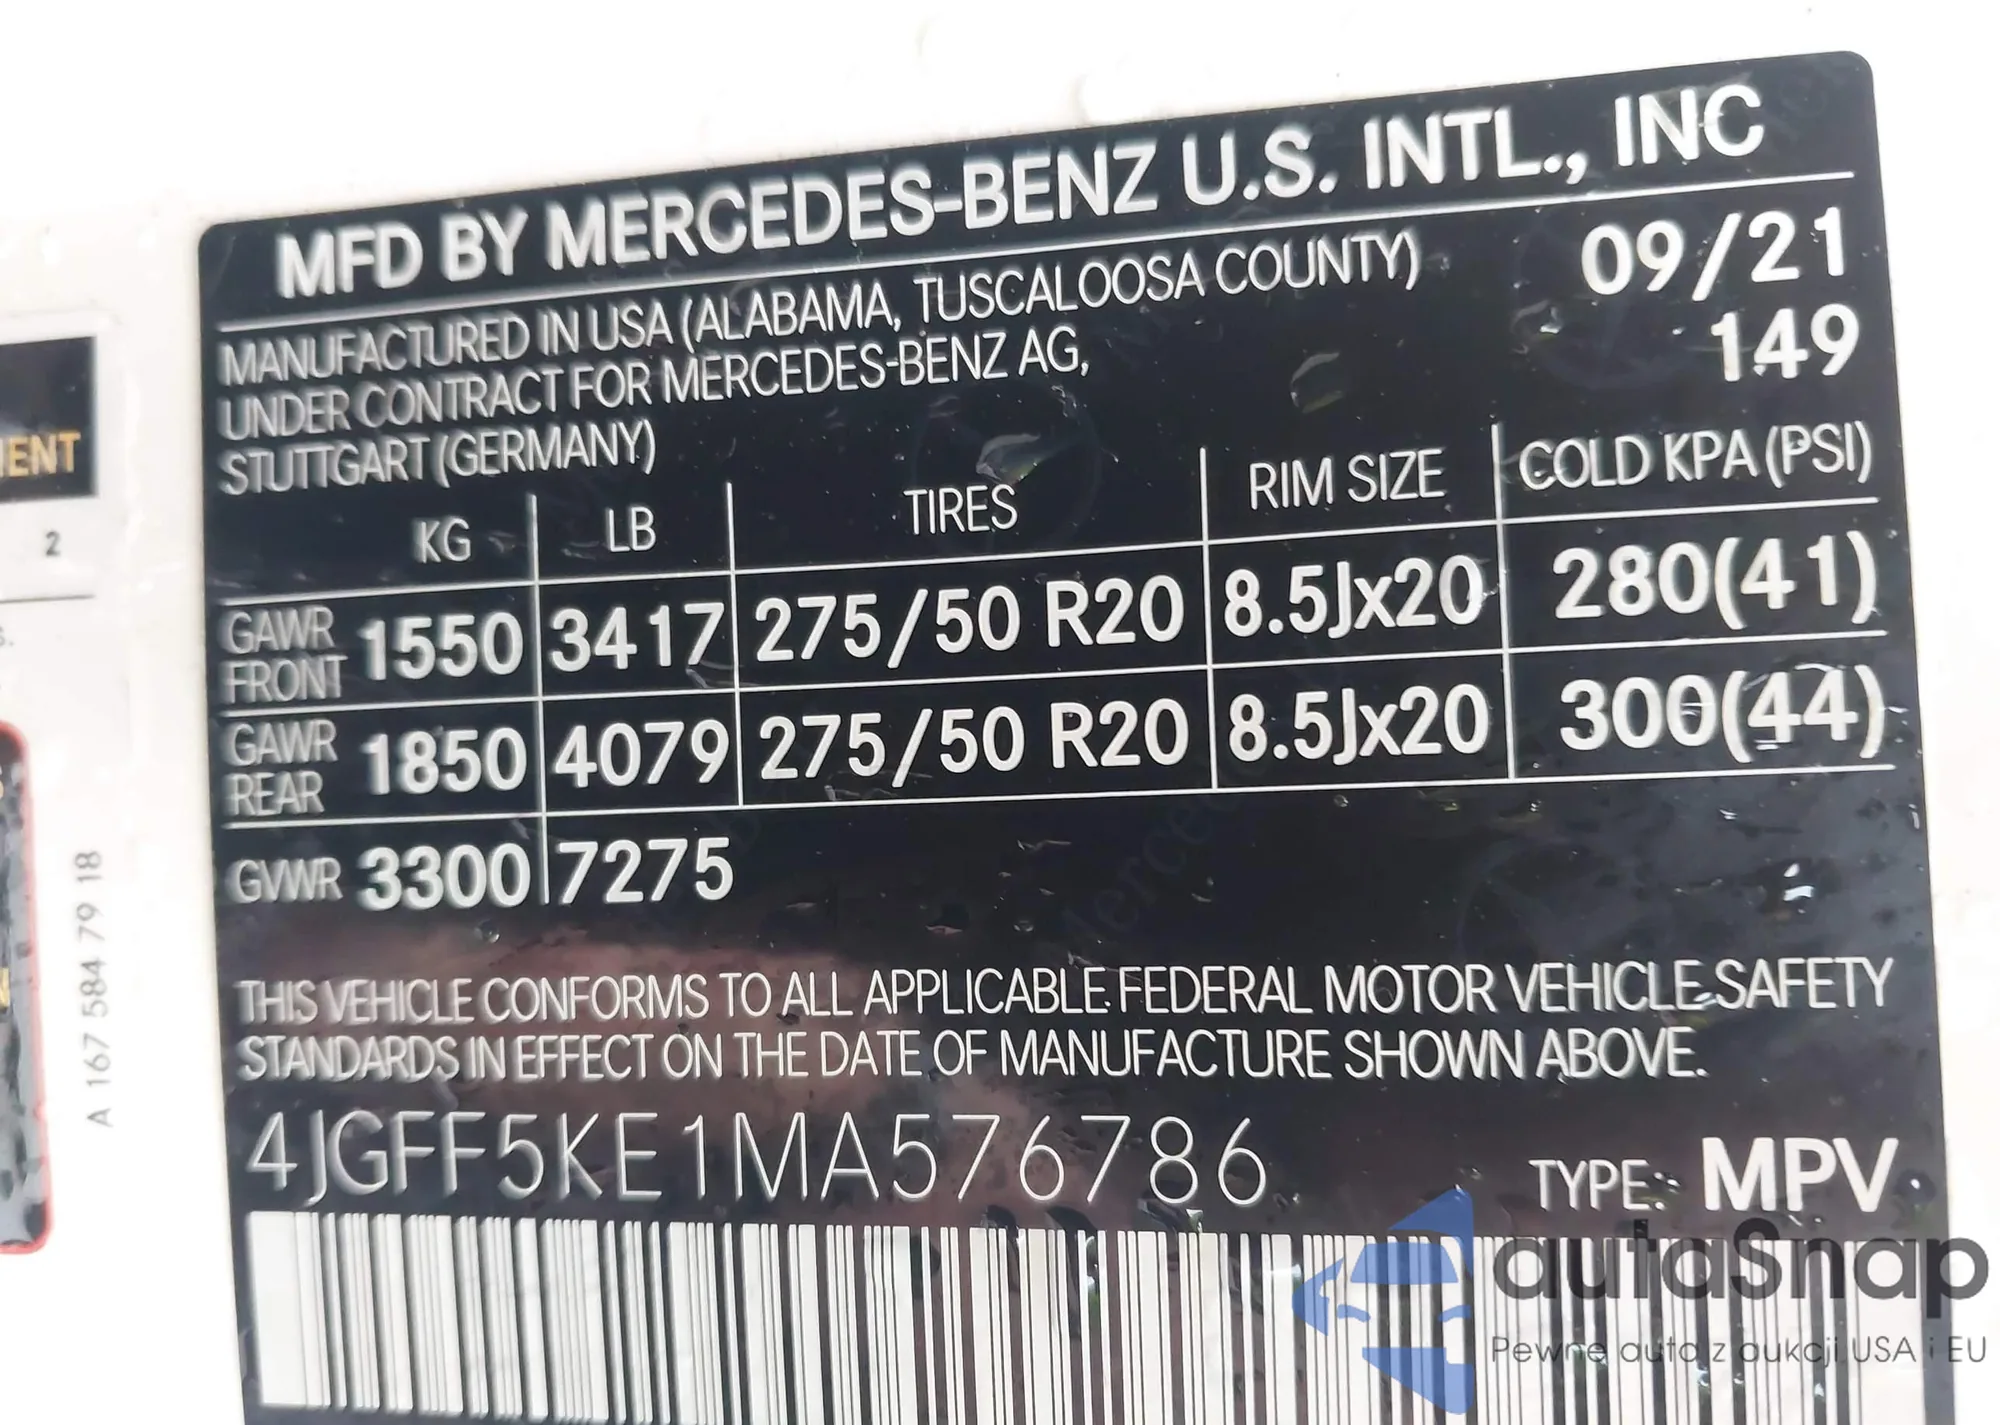 MFD BY MERCEDES-BENZ U.S. INTL., INC
MANUFACTURED IN USA (ALABAMA, TUSCALOOSA COUNTY) 09/21
UNDER CONTRACT FOR MERCEDES-BENZ AG, 149
STUTTGART (GERMANY)
KG LB TIRES RIM SIZE COLD KPA (PSI)
GAWR FRONT 1550 3417 275/50 R20 8.5Jx20 280(41)
GAWR REAR 1850 4079 275/50 R20 8.5Jx20 300(44)
GVWR 3300 7275
THIS VEHICLE CONFORMS TO ALL APPLICABLE FEDERAL MOTOR VEHICLE SAFETY
STANDARDS IN EFFECT ON THE DATE OF MANUFACTURE SHOWN ABOVE.
4JGFF5KE1MA576786 TYPE: MPV
2
A 167 584 79 18
autoSnap
Pewne auta z aukcji USA i EU